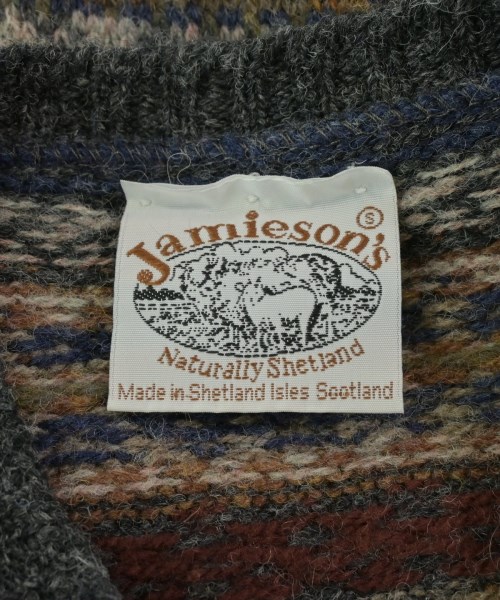 Jamieson's
S
Naturally Shetland
Made in Shetland Isles Scotland